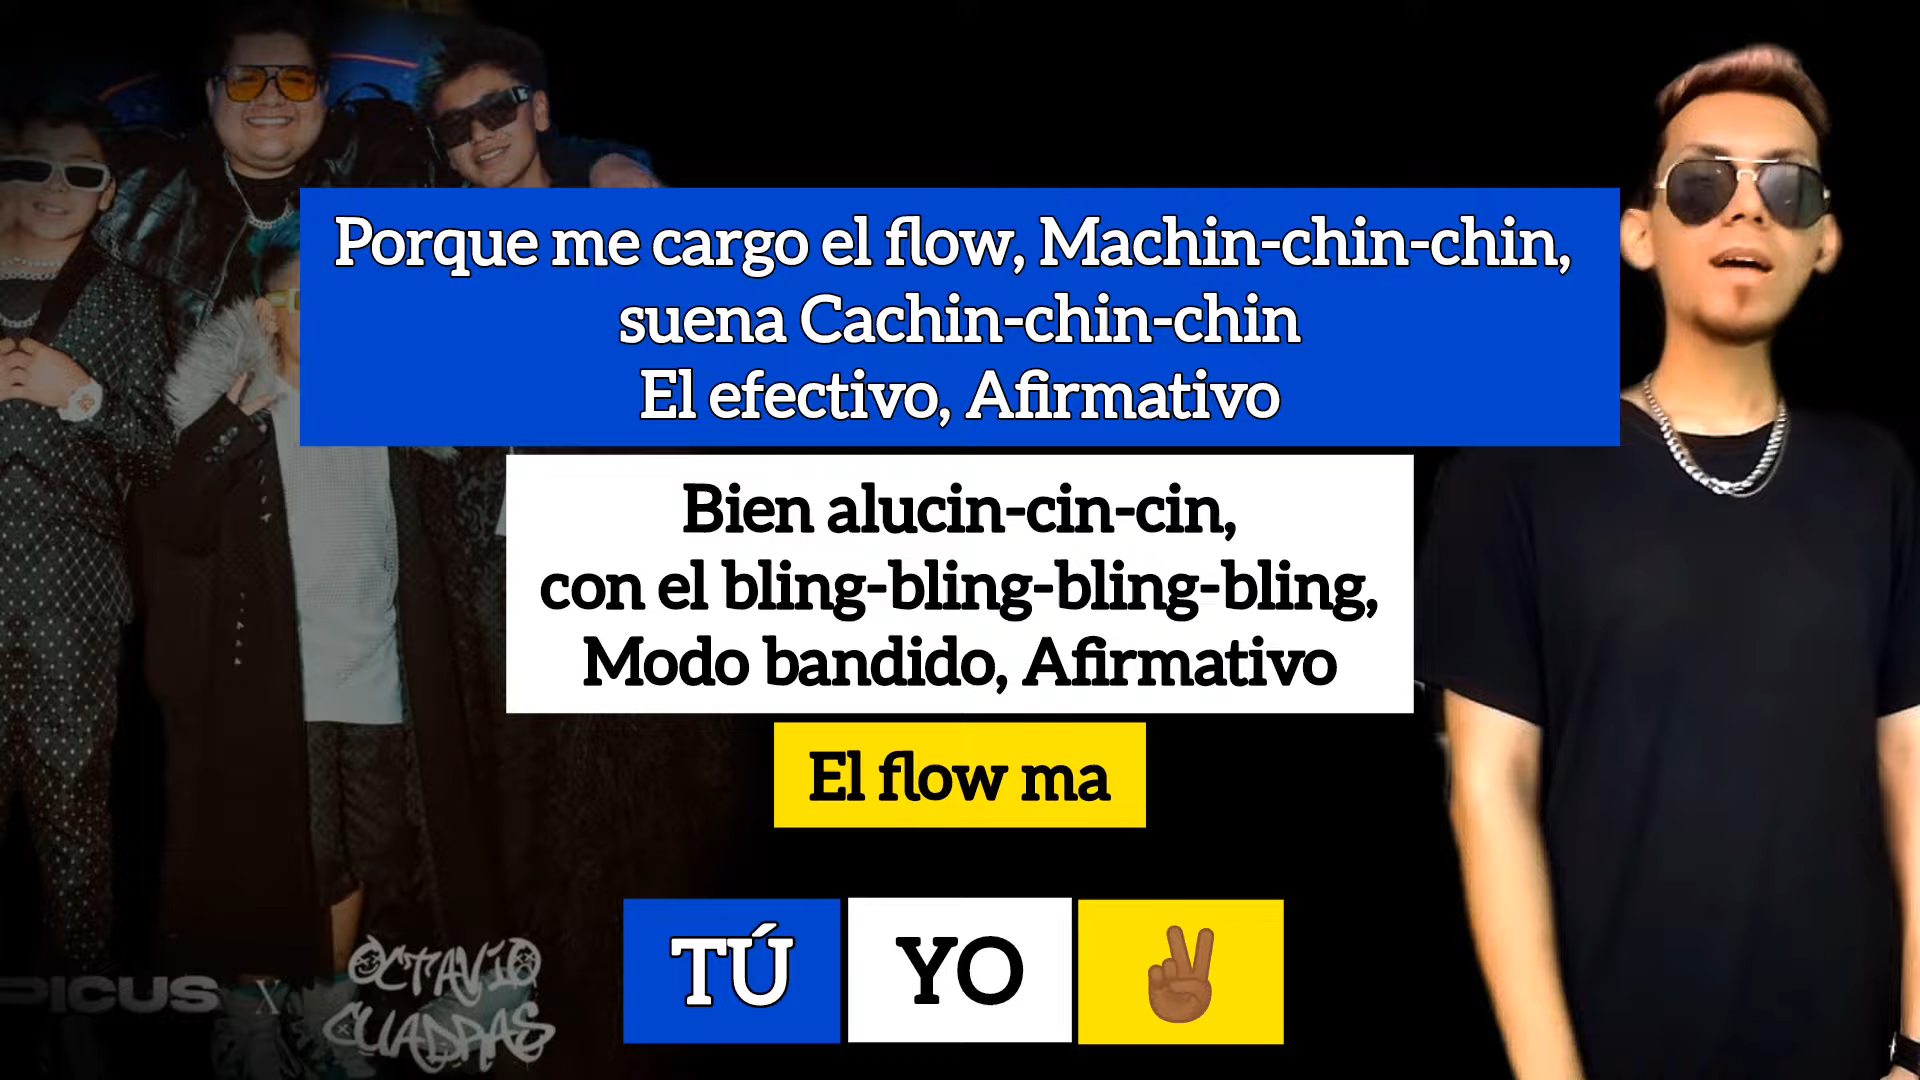 Porque me cargo el flow, Machin-chin-chin,
suena Cachin-chin-chin
El efectivo, Afirmativo
Bien alucin-cin-cin,
con el bling-bling-bling-bling,
Modo bandido, Afirmativo
El flow ma
TÚ YO ✌🏾
PICUS X OCTAVIO
CUADRAS